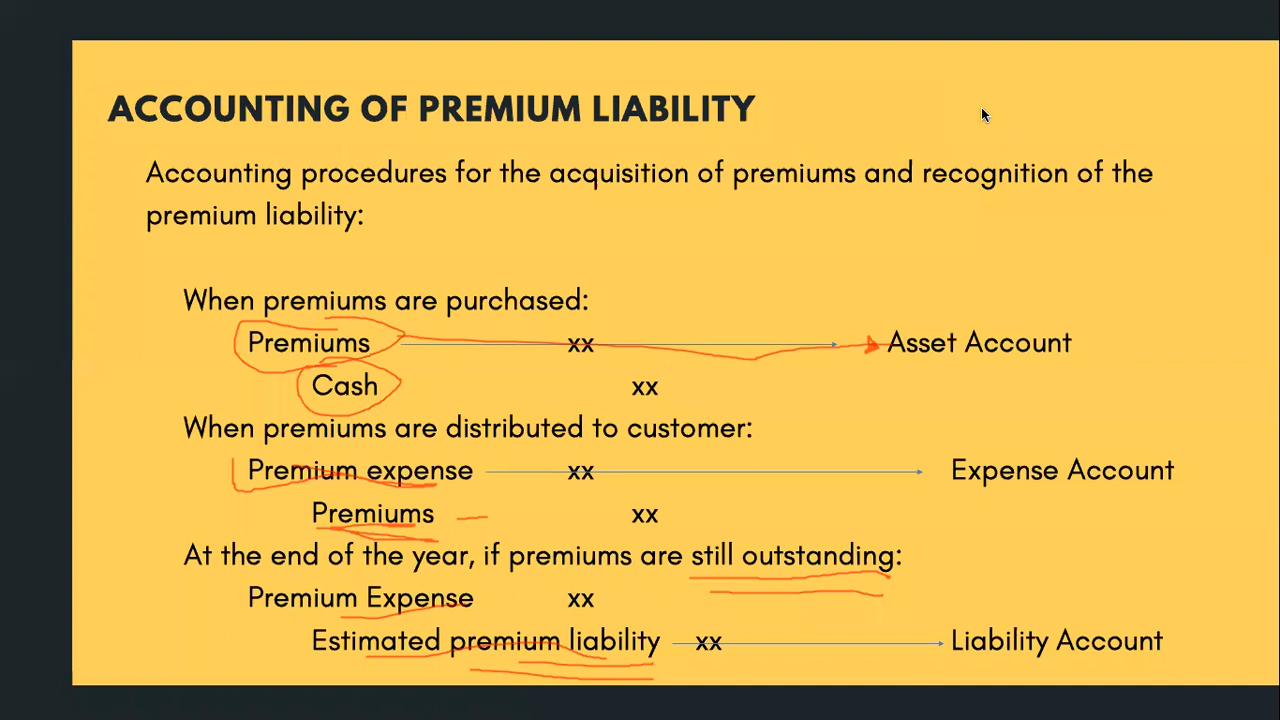 ACCOUNTING OF PREMIUM LIABILITY
Accounting procedures for the acquisition of premiums and recognition of the
premium liability:
When premiums are purchased:
Premiums xx Asset Account
Cash xx
When premiums are distributed to customer:
Premium expense xx Expense Account
Premiums xx
At the end of the year, if premiums are still outstanding:
Premium Expense xx
Estimated premium liability xx Liability Account